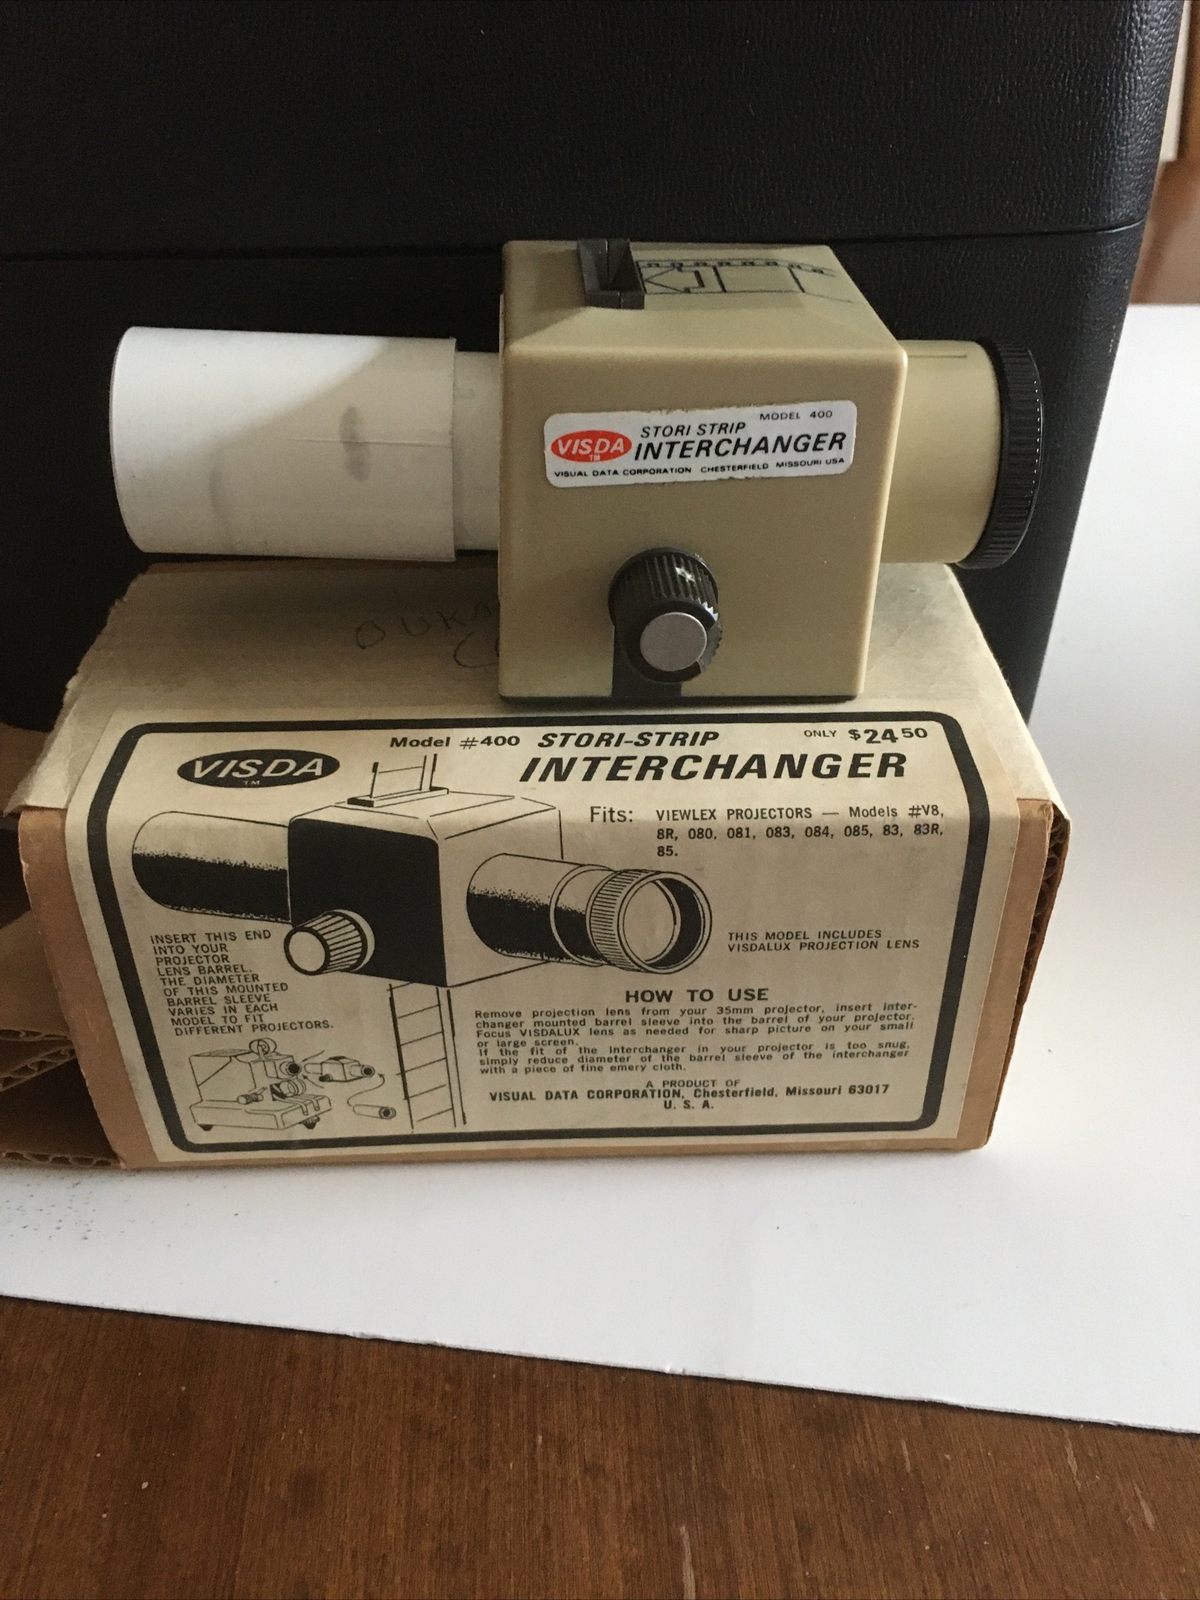 MODEL 400
VISDA
TM
STORI STRIP
INTERCHANGER
VISUAL DATA CORPORATION CHESTERFIELD MISSOURI USA
VISDA
TM
Model #400 STORI-STRIP
INTERCHANGER
ONLY $24 50
Fits: VIEWLEX PROJECTORS — Models #V8,
8R, 080, 081, 083, 084, 085, 83, 83R,
85.
INSERT THIS END
INTO YOUR
PROJECTOR
LENS BARREL.
THE DIAMETER
OF THIS MOUNTED
BARREL SLEEVE
VARIES IN EACH
MODEL TO FIT
DIFFERENT PROJECTORS.
THIS MODEL INCLUDES
VISDALUX PROJECTION LENS
HOW TO USE
Remove projection lens from your 35mm projector, insert inter-
changer mounted barrel sleeve into the barrel of your projector.
Focus VISDALUX lens as needed for sharp picture on your small
or large screen.
If the fit of the Interchanger in your projector is too snug,
simply reduce diameter of the barrel sleeve of the interchanger
with a piece of fine emery cloth.
A PRODUCT OF
VISUAL DATA CORPORATION, Chesterfield, Missouri 63017
U. S. A.